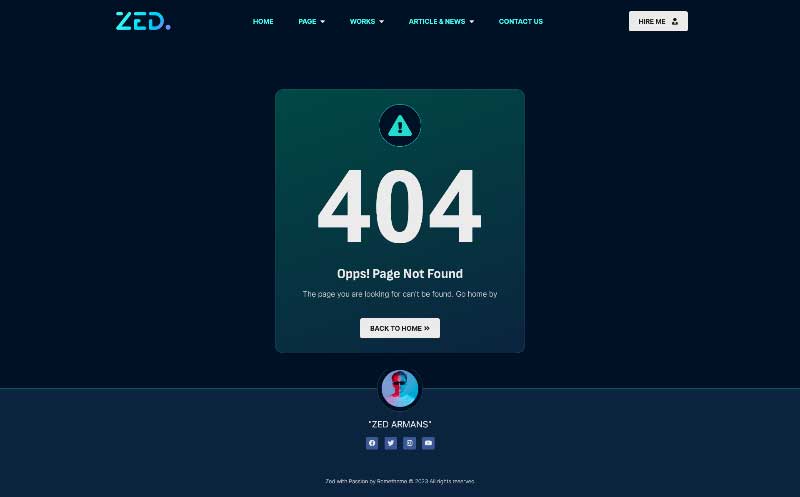 ZED.
HOME PAGE WORKS ARTICLE & NEWS CONTACT US
HIRE ME
404
Opps! Page Not Found
The page you are looking for can't be found. Go home by
BACK TO HOME
"ZED ARMANS"
Zed with Passion by Rometheme © 2023 All rights reserved